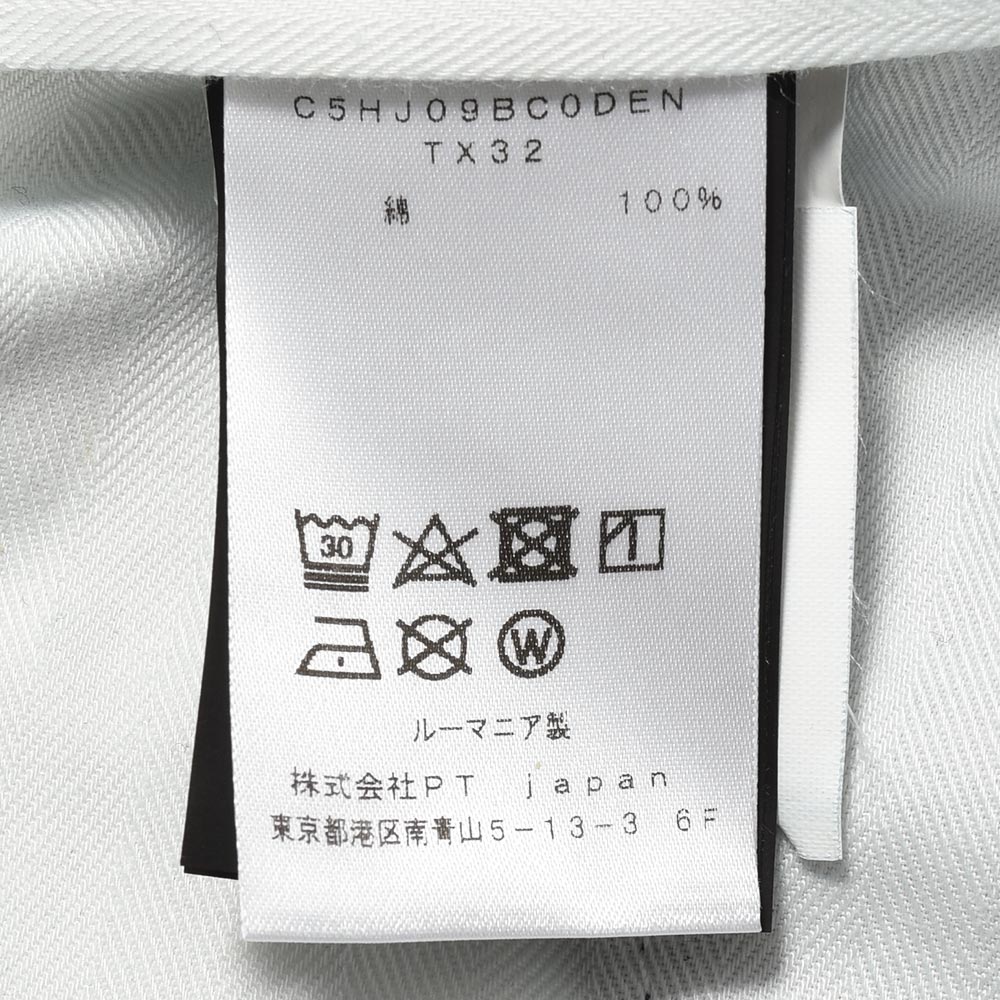 C5HJ09BC0DEN
TX32
綿 100%
30
W
ルーマニア製
株式会社PT japan
東京都港区南青山5-13-3 6F